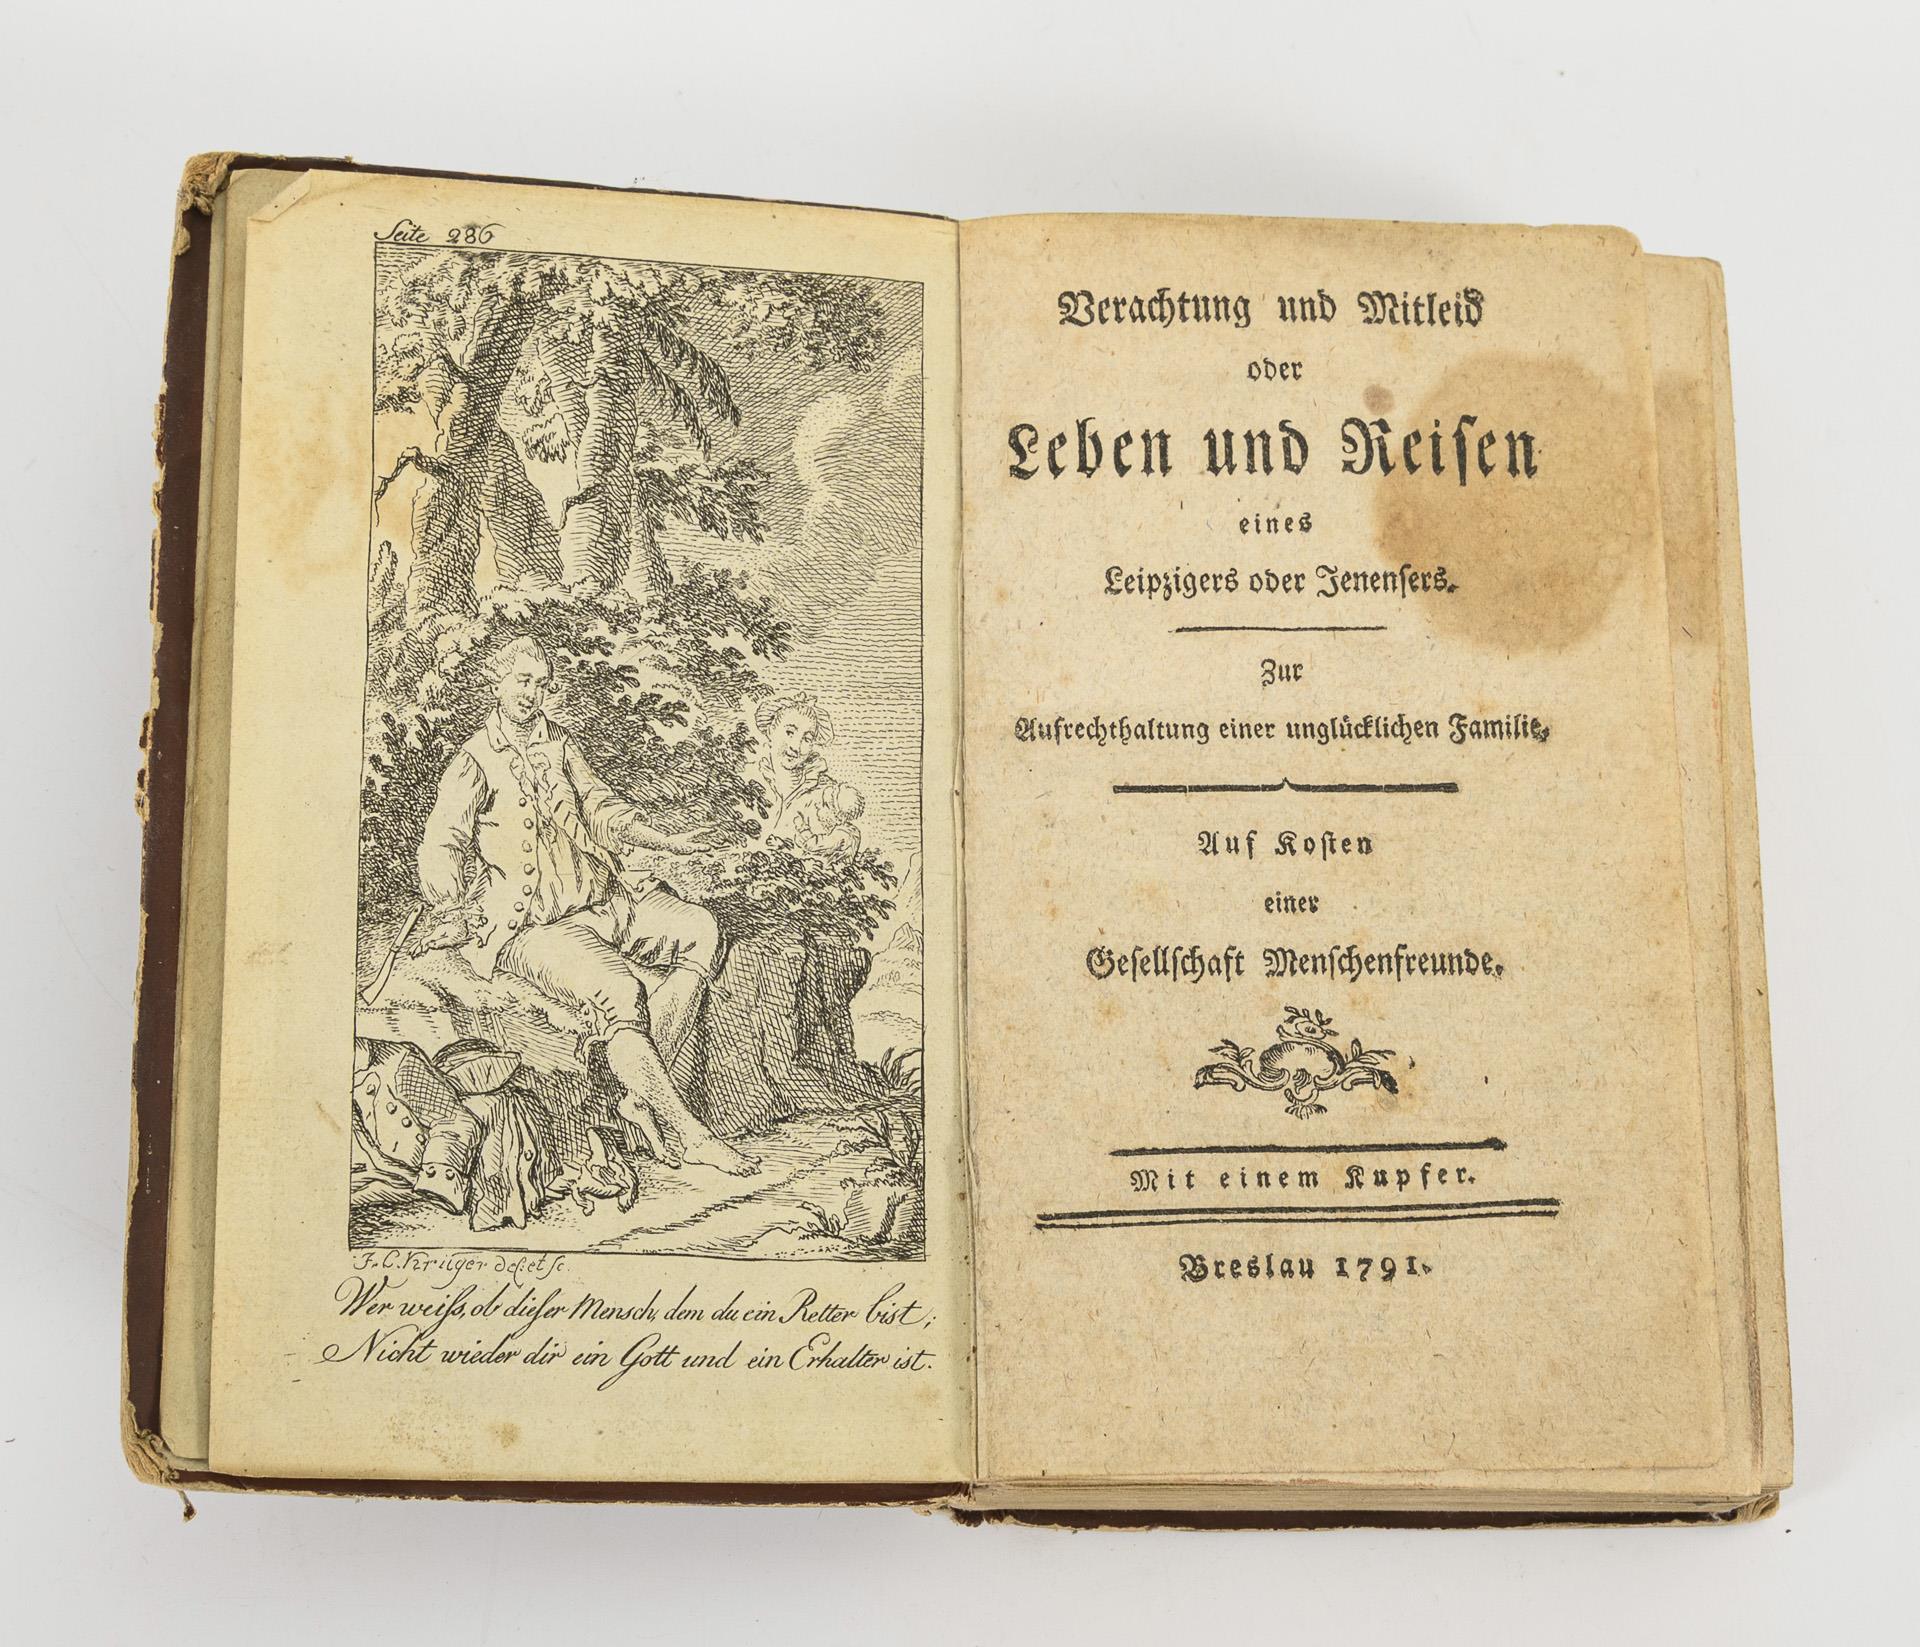 Seite 286
F. C. Krüger del: et sc.
Wer weiſs, ob dieſer Mensch, dem du ein Retter bist;
Nicht wieder dir ein Gott und ein Erhalter ist.
Verachtung und Mitleid
oder
Leben und Reiſen
eines
Leipzigers oder Jenenſers.
Zur
Aufrechthaltung einer unglücklichen Familie.
Auf Koſten
einer
Geſellſchaft Menſchenfreunde.
Mit einem Kupfer.
Breslau 1791.